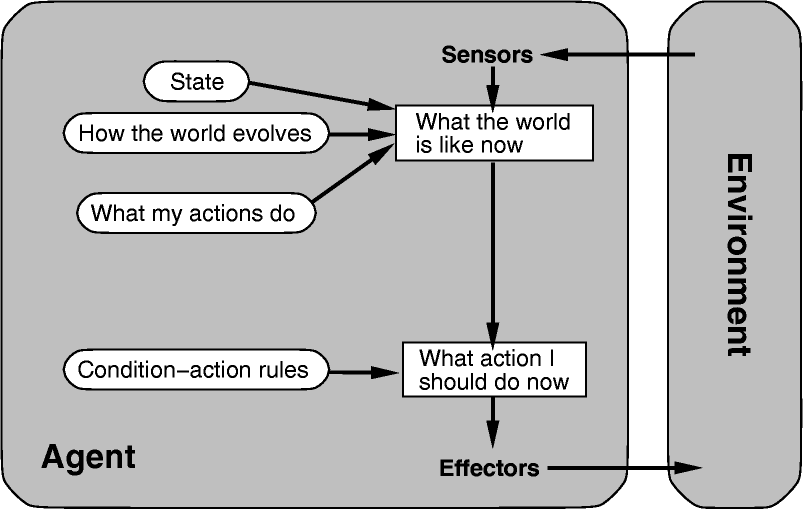 Sensors
State
What the world
is like now
How the world evolves
What my actions do
Environment
Condition–action rules
What action I
should do now
Agent
Effectors